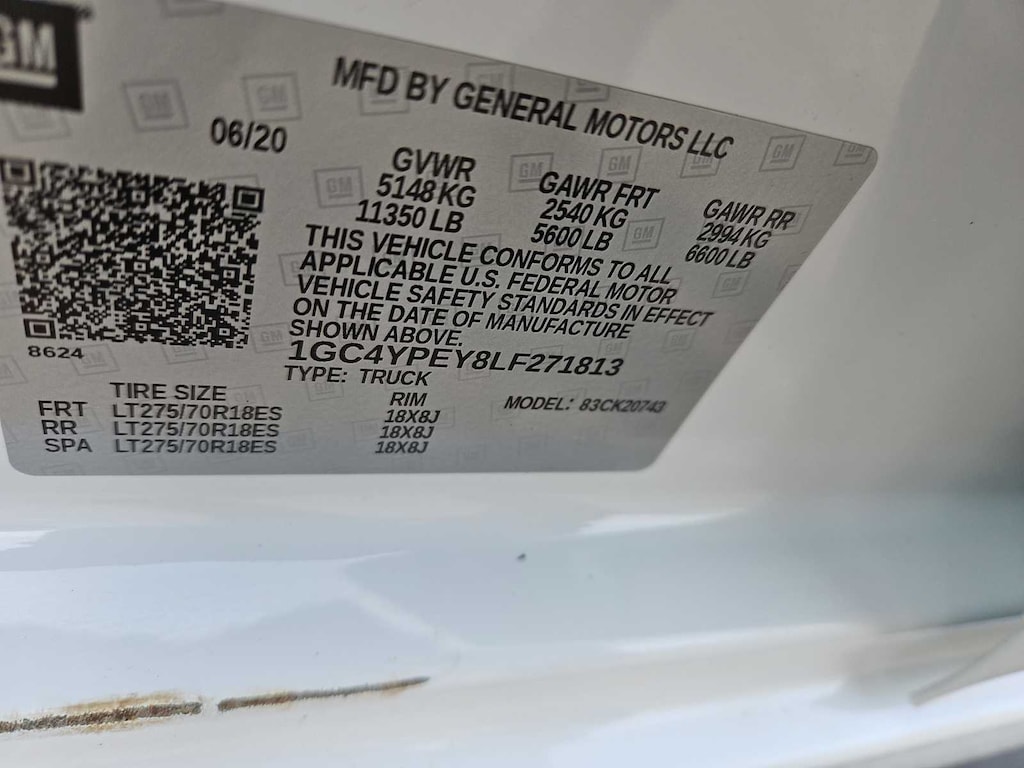 GM
MFD BY GENERAL MOTORS LLC
06/20
GVWR
5148 KG
11350 LB
GAWR FRT
2540 KG
5600 LB
GAWR RR
2994 KG
6600 LB
THIS VEHICLE CONFORMS TO ALL
APPLICABLE U.S. FEDERAL MOTOR
VEHICLE SAFETY STANDARDS IN EFFECT
ON THE DATE OF MANUFACTURE
SHOWN ABOVE.
8624
1GC4YPEY8LF271813
TYPE: TRUCK
MODEL: 83CK20743
TIRE SIZE RIM
FRT LT275/70R18ES 18X8J
RR LT275/70R18ES 18X8J
SPA LT275/70R18ES 18X8J